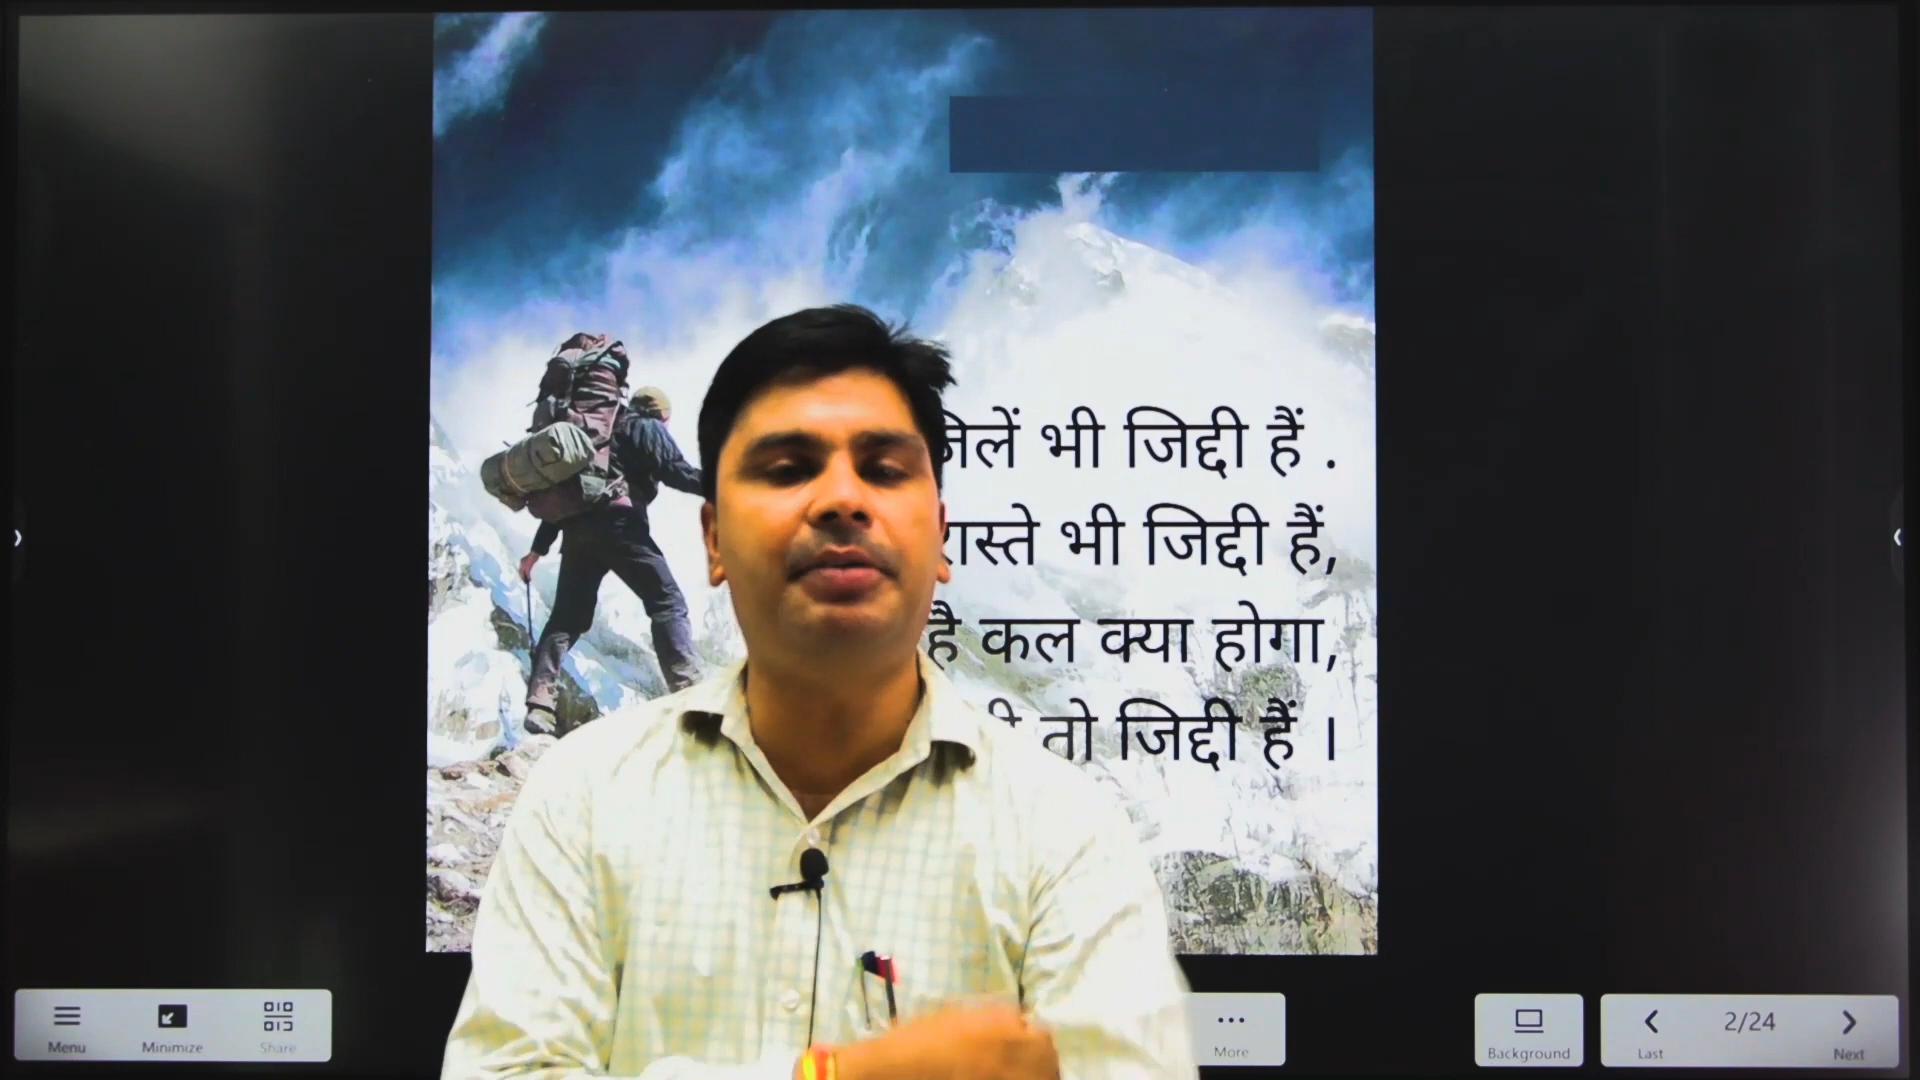 भी जिद्दी हैं .
भी जिद्दी हैं,
है कल क्या होगा,
तो जिद्दी हैं ।
Menu
Minimize
Share
More
Background
Last
2/24
Next